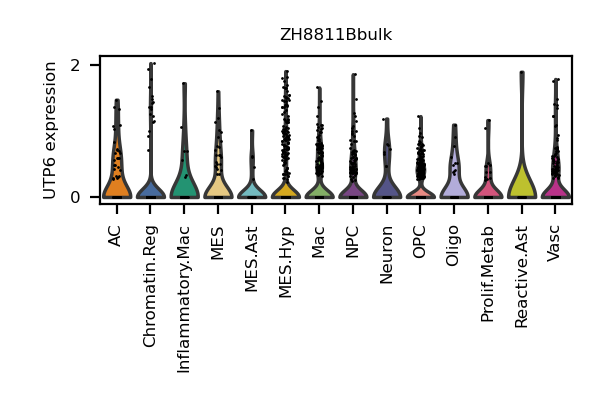 ZH8811Bbulk
UTP6 expression
2
0
AC
Chromatin.Reg
Inflammatory.Mac
MES
MES.Ast
MES.Hyp
Mac
NPC
Neuron
OPC
Oligo
Prolif.Metab
Reactive.Ast
Vasc